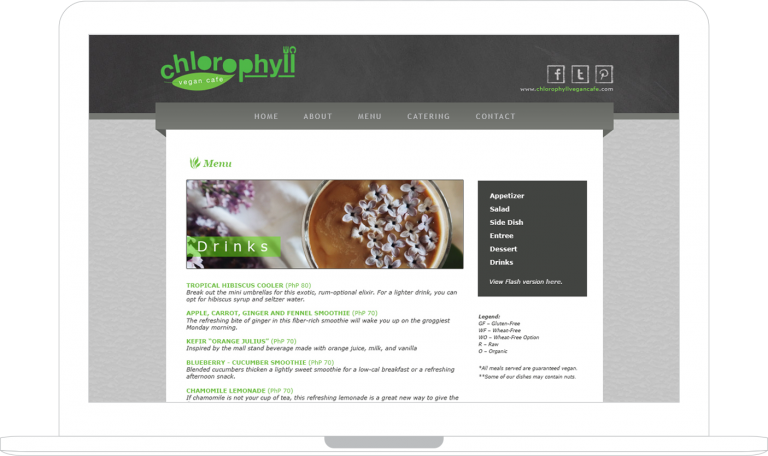 chlorophyll
vegan cafe
www.chlorophyllvegancafe.com
HOME ABOUT MENU CATERING CONTACT
Menu
Drinks
TROPICAL HIBISCUS COOLER (PhP 80)
Break out the mini umbrellas for this exotic, rum-optional elixir. For a lighter drink, you can
opt for hibiscus syrup and seltzer water.
APPLE, CARROT, GINGER AND FENNEL SMOOTHIE (PhP 70)
The refreshing bite of ginger in this fiber-rich smoothie will wake you up on the groggiest
Monday morning.
KEFIR "ORANGE JULIUS" (PhP 70)
Inspired by the mall stand beverage made with orange juice, milk, and vanilla
BLUEBERRY - CUCUMBER SMOOTHIE (PhP 70)
Blended cucumbers thicken a lightly sweet smoothie for a low-cal breakfast or a refreshing
afternoon snack.
CHAMOMILE LEMONADE (PhP 70)
If chamomile is not your cup of tea, this refreshing lemonade is a great new way to give the
Appetizer
Salad
Side Dish
Entree
Dessert
Drinks
View Flash version here.
Legend:
GF – Gluten-Free
WF – Wheat-Free
WO – Wheat-Free Option
R – Raw
O – Organic
*All meals served are guaranteed vegan.
**Some of our dishes may contain nuts.